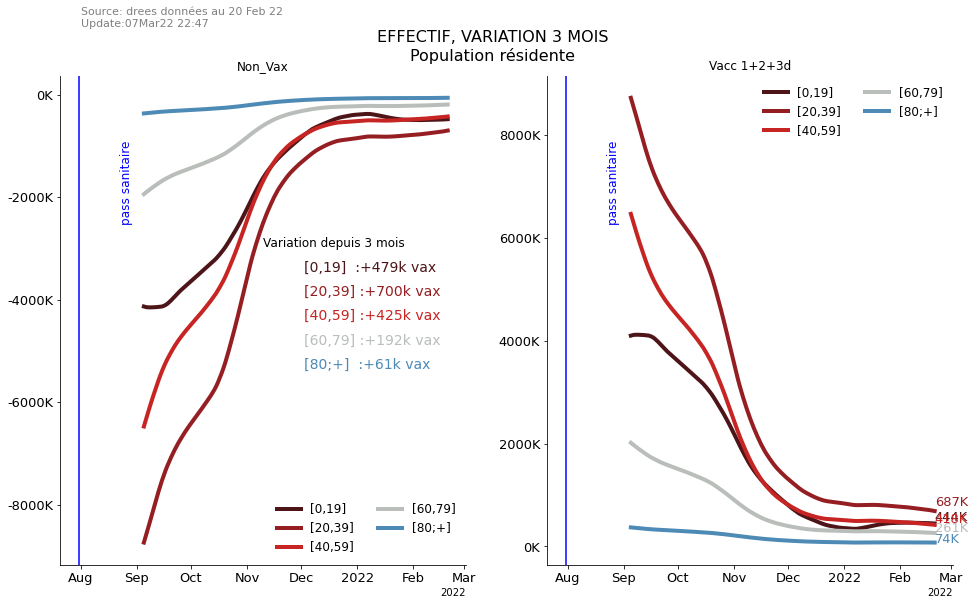 Source: drees données au 20 Feb 22
Update:07Mar22 22:47
EFFECTIF, VARIATION 3 MOIS
Population résidente
Non_Vax
0K
-2000K
-4000K
-6000K
-8000K
pass sanitaire
Variation depuis 3 mois
[0,19] :+479k vax
[20,39] :+700k vax
[40,59] :+425k vax
[60,79] :+192k vax
[80;+] :+61k vax
[0,19]
[20,39]
[40,59]
[60,79]
[80;+]
Aug Sep Oct Nov Dec 2022 Feb Mar
2022
Vacc 1+2+3d
[0,19]
[20,39]
[40,59]
[60,79]
[80;+]
8000K
6000K
4000K
2000K
0K
pass sanitaire
687K
444K
261K
74K
Aug Sep Oct Nov Dec 2022 Feb Mar
2022